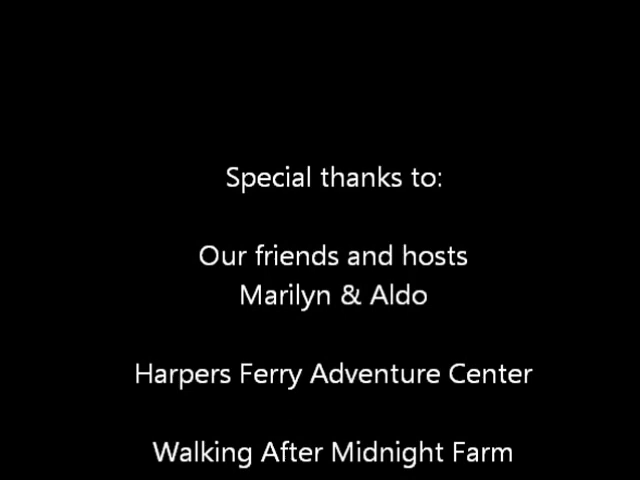 Special thanks to:
Our friends and hosts
Marilyn & Aldo
Harpers Ferry Adventure Center
Walking After Midnight Farm